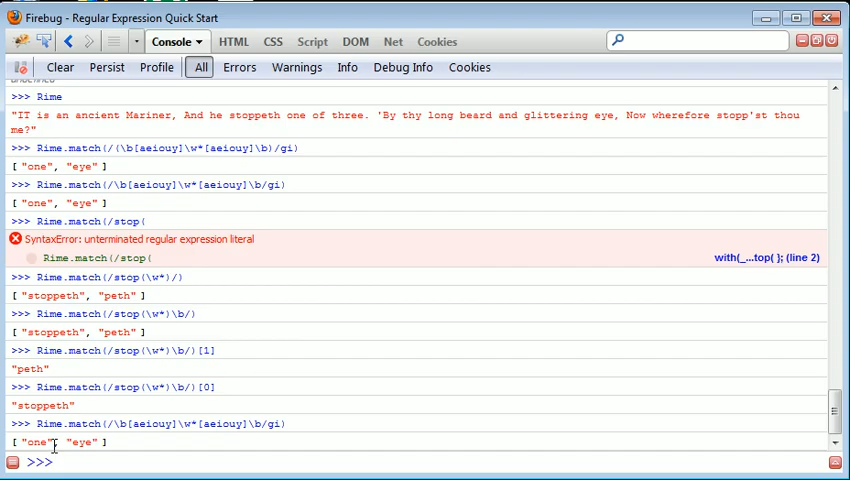 Firebug - Regular Expression Quick Start
Console HTML CSS Script DOM Net Cookies
Clear Persist Profile All Errors Warnings Info Debug Info Cookies
>>> Rime
"IT is an ancient Mariner, And he stoppeth one of three. 'By thy long beard and glittering eye, Now wherefore stopp'st thou
me?"
>>> Rime.match(/(\b[aeiouy]\w*[aeiouy]\b)/gi)
["one", "eye" ]
>>> Rime.match(/\b[aeiouy]\w*[aeiouy]\b/gi)
["one", "eye" ]
>>> Rime.match(/stop(
SyntaxError: unterminated regular expression literal
Rime.match(/stop( with(_...top( }; (line 2)
>>> Rime.match(/stop(\w*)/)
["stoppeth", "peth" ]
>>> Rime.match(/stop(\w*)\b/)
["stoppeth", "peth" ]
>>> Rime.match(/stop(\w*)\b/)[1]
"peth"
>>> Rime.match(/stop(\w*)\b/)[0]
"stoppeth"
>>> Rime.match(/\b[aeiouy]\w*[aeiouy]\b/gi)
["one", "eye" ]
>>>